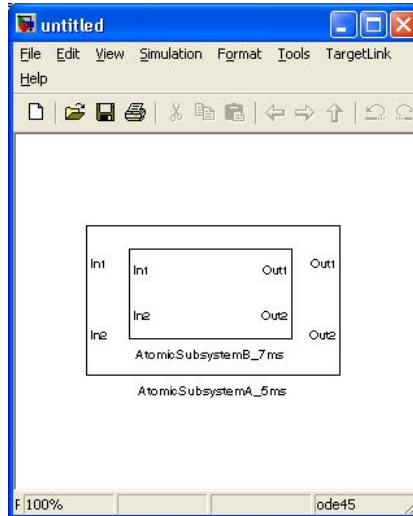 untitled
File Edit View Simulation Format Tools TargetLink
Help
In1 In1 Out1 Out1
In2 In2 Out2 Out2
AtomicSubsystemB_7ms
AtomicSubsystemA_5ms
F 100% ode45